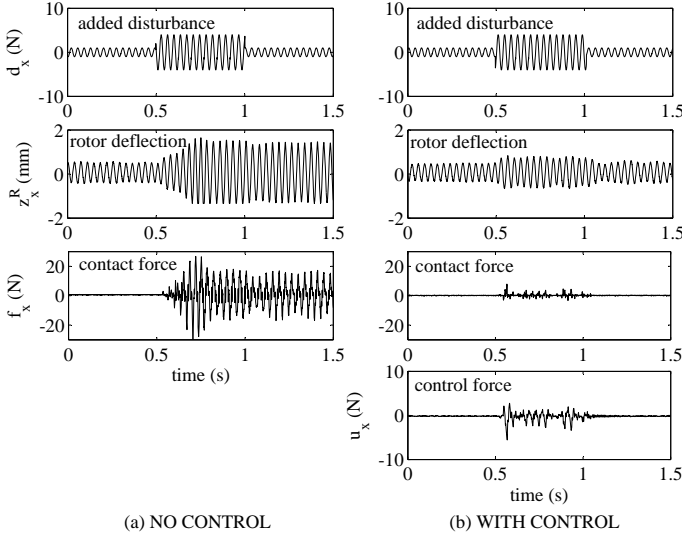 added disturbance
d_x (N)
10
0
-10
0 0.5 1 1.5
rotor deflection
z_x^R (mm)
2
0
-2
0 0.5 1 1.5
contact force
f_x (N)
20
0
-20
0 0.5 1 1.5
time (s)
(a) NO CONTROL
added disturbance
10
0
-10
0 0.5 1 1.5
rotor deflection
2
0
-2
0 0.5 1 1.5
contact force
20
0
-20
0 0.5 1 1.5
control force
u_x (N)
10
0
-10
0 0.5 1 1.5
time (s)
(b) WITH CONTROL